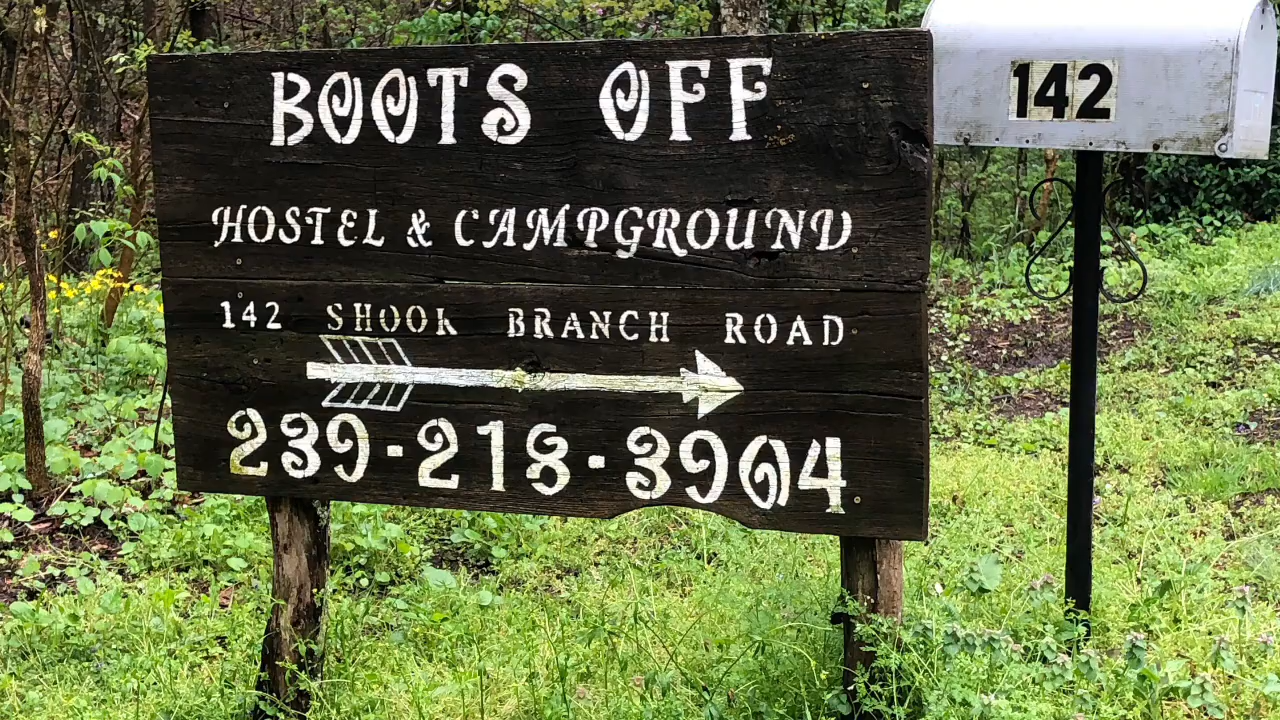 BOOTS OFF
HOSTEL & CAMPGROUND
142 SHOOK BRANCH ROAD
239-218-3904
142